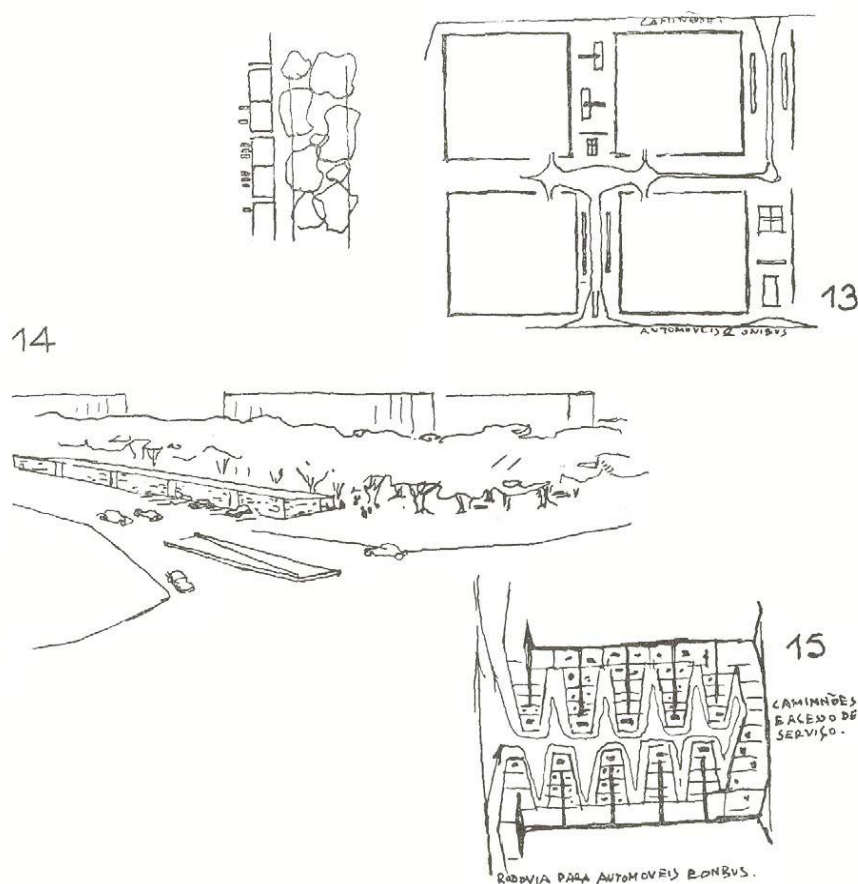 CAMINHÕES
13
AUTOMOVEIS E ONIBUS
14
15
CAMINHÕES
E ACESSO DE
SERVIÇO.
RODOVIA PARA AUTOMOVEIS E ONBUS.